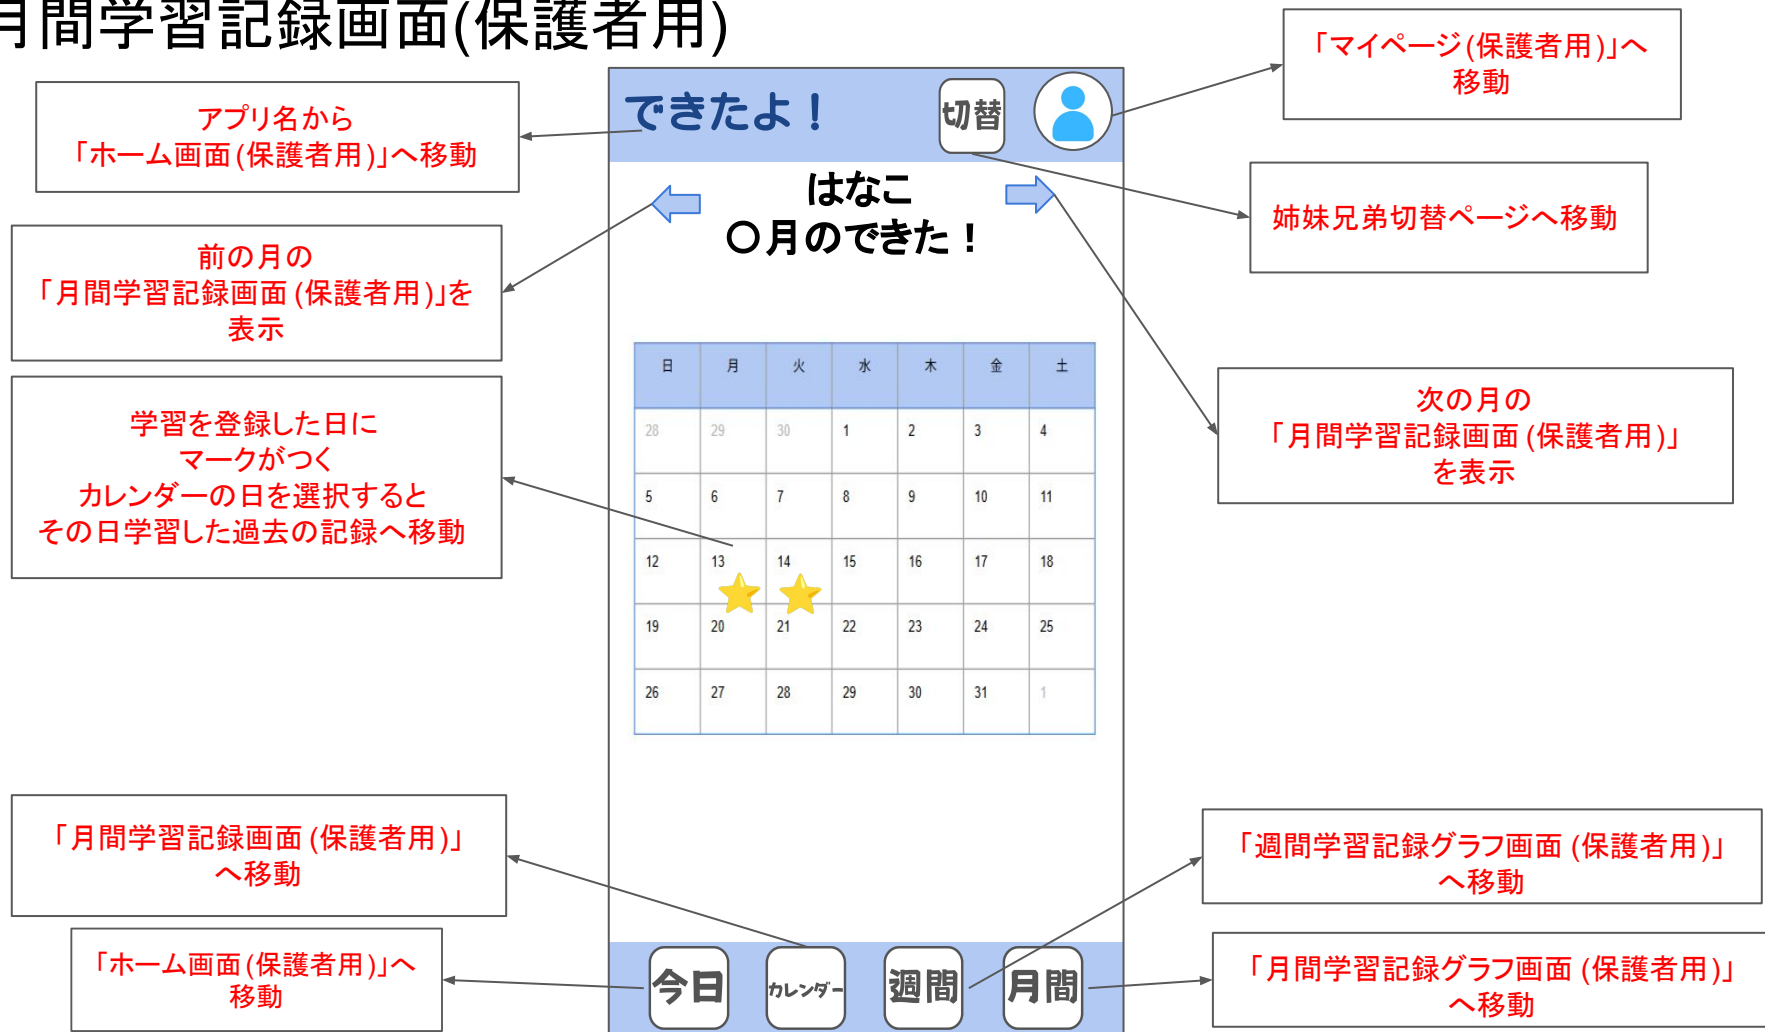 月間学習記録画面(保護者用)
「マイページ(保護者用)」へ
移動
アプリ名から
「ホーム画面(保護者用)」へ移動
できたよ！
切替
姉妹兄弟切替ページへ移動
はなこ
〇月のできた！
前の月の
「月間学習記録画面(保護者用)」を
表示
次の月の
「月間学習記録画面(保護者用)」
を表示
学習を登録した日に
マークがつく
カレンダーの日を選択すると
その日学習した過去の記録へ移動
日 月 火 水 木 金 土
28 29 30 1 2 3 4
5 6 7 8 9 10 11
12 13 14 15 16 17 18
19 20 21 22 23 24 25
26 27 28 29 30 31 1
「月間学習記録画面(保護者用)」
へ移動
「週間学習記録グラフ画面(保護者用)」
へ移動
「ホーム画面(保護者用)」へ
移動
今日 カレンダー 週間 月間
「月間学習記録グラフ画面(保護者用)」
へ移動